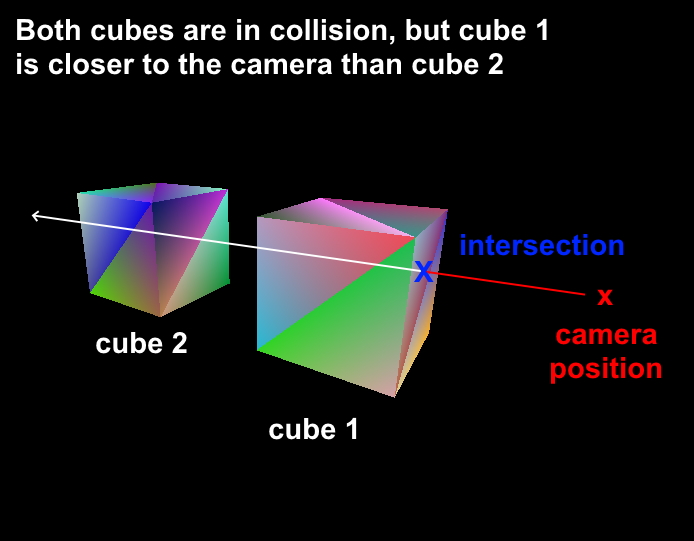 Both cubes are in collision, but cube 1
is closer to the camera than cube 2
intersection
X
x
camera
position
cube 2
cube 1